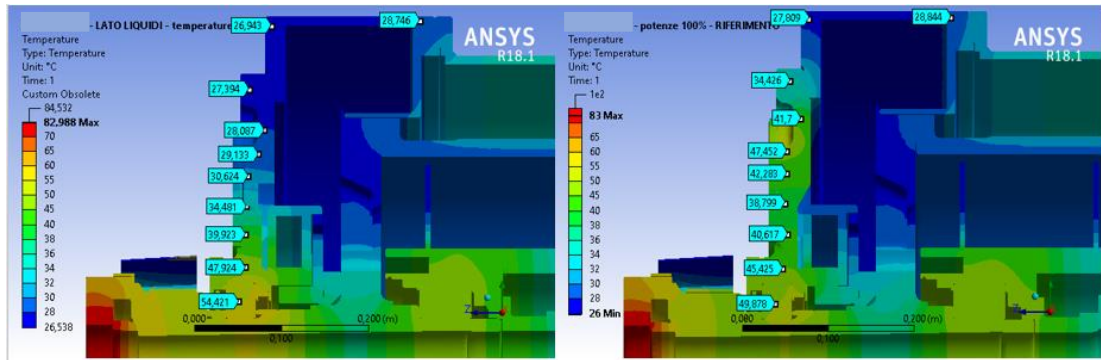 - LATO LIQUIDI - temperature
Temperature
Type: Temperature
Unit: °C
Time: 1
Custom Obsolete
84,532
82,988 Max
70
65
60
55
50
45
40
38
36
34
32
30
28
26,538
26,943
28,746
27,394
28,087
29,133
30,624
34,481
39,923
47,924
54,421
ANSYS
R18.1
0,000
0,200 (m)
0,100
Z
- potenze 100% - RIFERIMENTO
Temperature
Type: Temperature
Unit: °C
Time: 1
1e2
83 Max
65
60
55
50
45
40
38
36
34
32
30
28
26 Min
27,809
28,844
34,426
41,7
47,452
42,283
38,799
40,617
45,425
49,878
ANSYS
R18.1
0,000
0,200 (m)
0,100
Z